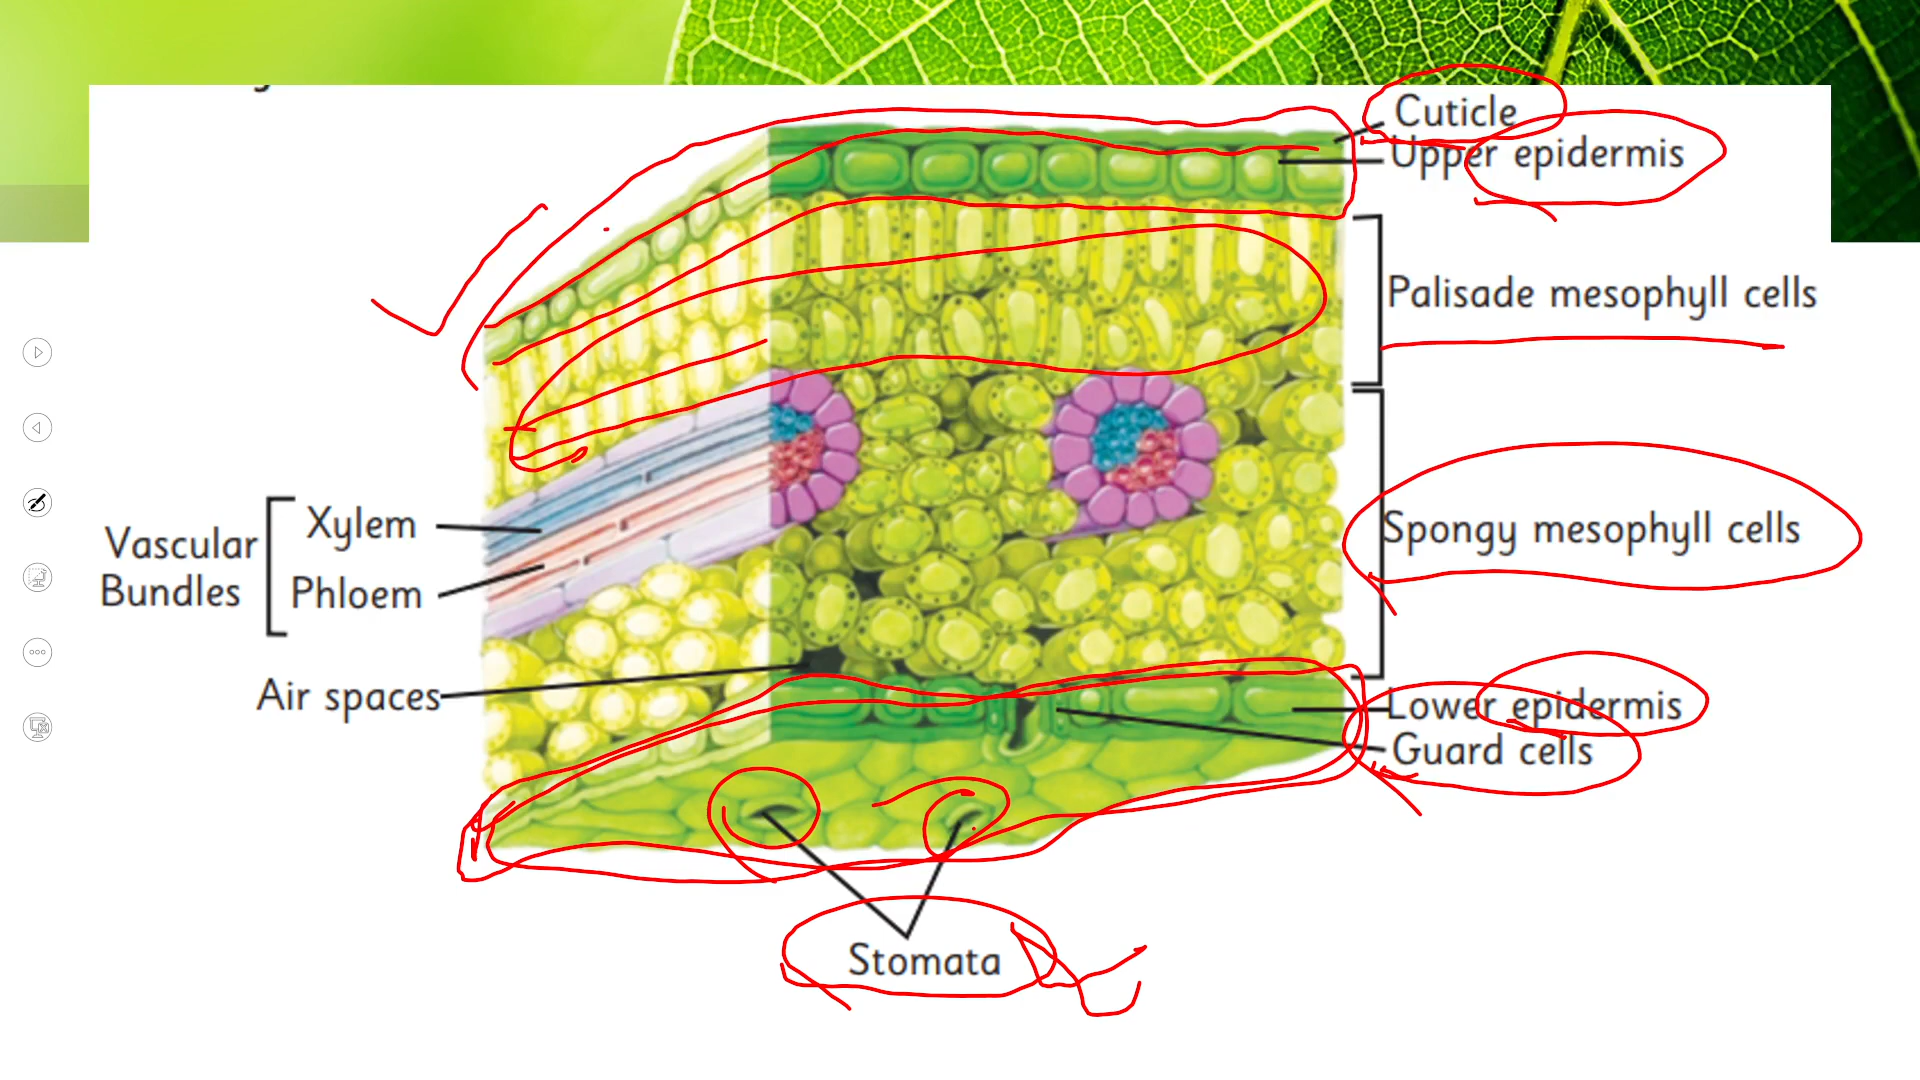 Cuticle
Upper epidermis
Palisade mesophyll cells
Spongy mesophyll cells
Xylem
Vascular
Bundles
Phloem
Air spaces
Lower epidermis
Guard cells
Stomata